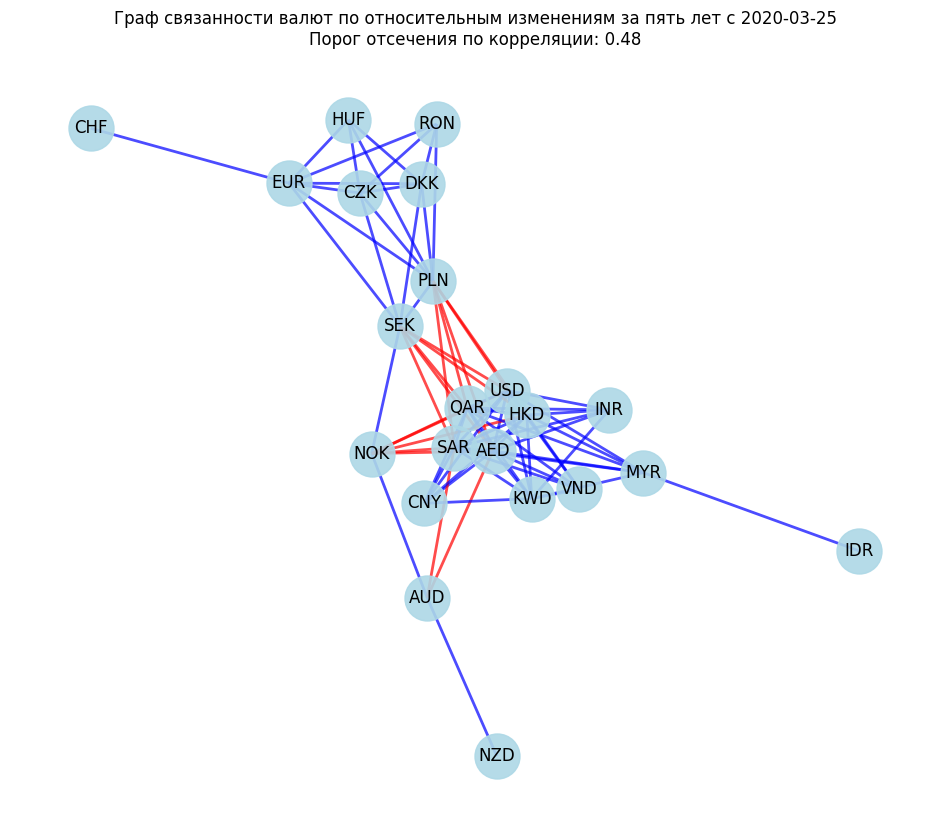 Граф связанности валют по относительным изменениям за пять лет с 2020-03-25
Порог отсечения по корреляции: 0.48
CHF
HUF
RON
EUR
CZK
DKK
PLN
SEK
USD
QAR
HKD
INR
NOK
SAR
AED
MYR
CNY
KWD
VND
IDR
AUD
NZD